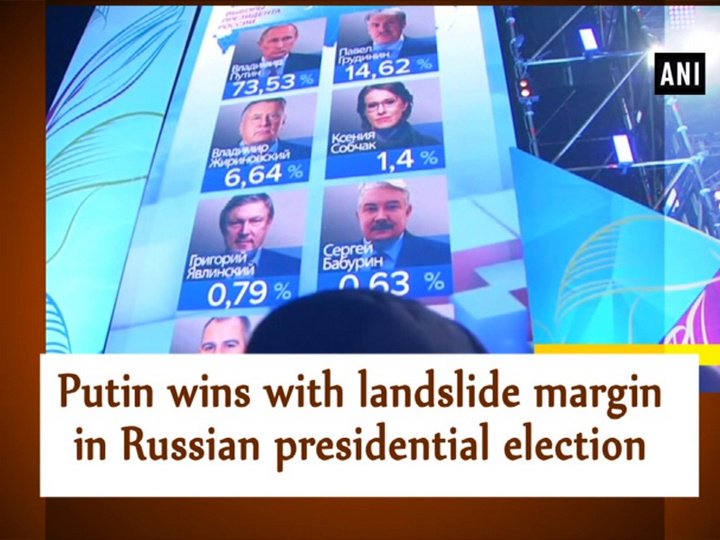 ВЫБОРЫ
ПРЕЗИДЕНТА
РОССИИ
ANI
Владимир
Путин
73,53 %
Павел
Грудинин
14,62 %
Владимир
Жириновский
6,64 %
Ксения
Собчак
1,4 %
Григорий
Явлинский
0,79 %
Сергей
Бабурин
0,63 %
Putin wins with landslide margin
in Russian presidential election